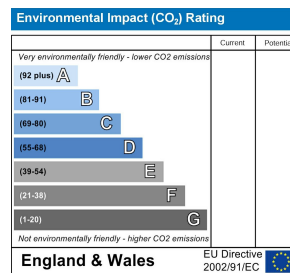 Environmental Impact (CO₂) Rating
Current Potential
Very environmentally friendly - lower CO2 emissions
(92 plus) A
(81-91) B
(69-80) C
(55-68) D
(39-54) E
(21-38) F
(1-20) G
Not environmentally friendly - higher CO2 emissions
England & Wales
EU Directive
2002/91/EC